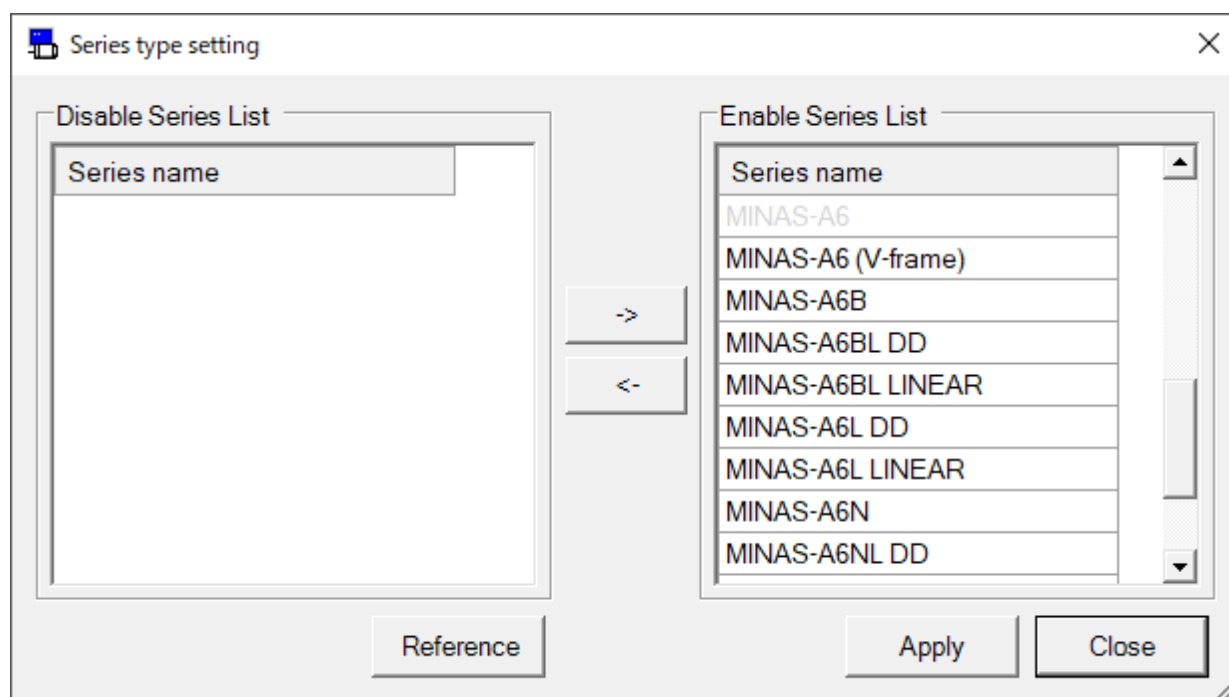 Series type setting
Disable Series List
Series name
->
<-
Reference
Enable Series List
Series name
MINAS-A6
MINAS-A6 (V-frame)
MINAS-A6B
MINAS-A6BL DD
MINAS-A6BL LINEAR
MINAS-A6L DD
MINAS-A6L LINEAR
MINAS-A6N
MINAS-A6NL DD
Apply
Close